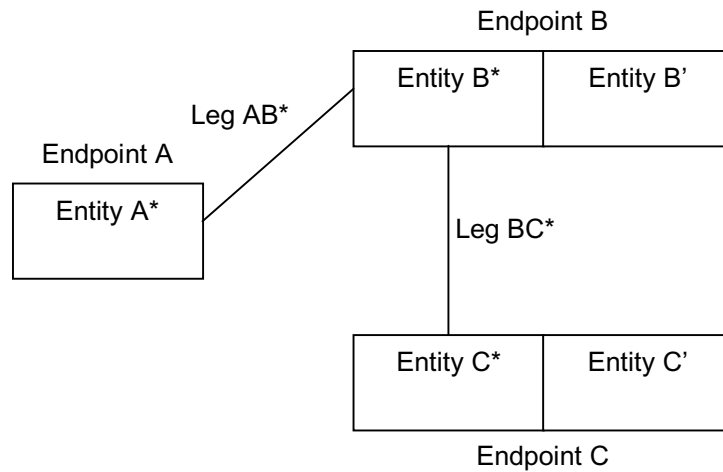 Endpoint B
Entity B*
Entity B’
Leg AB*
Endpoint A
Entity A*
Leg BC*
Entity C*
Entity C’
Endpoint C